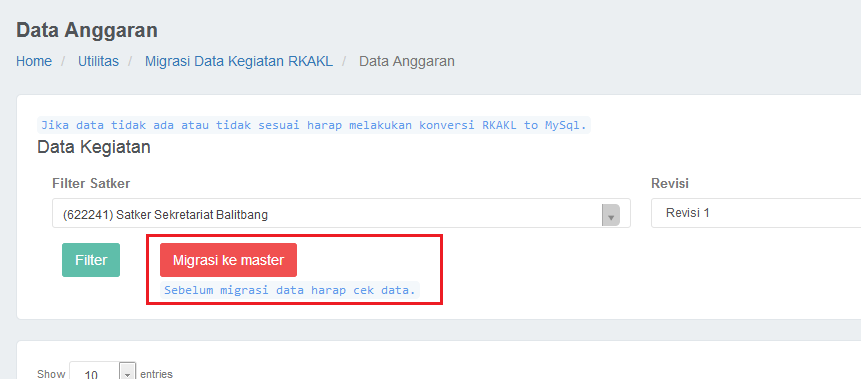 Data Anggaran
Home / Utilitas / Migrasi Data Kegiatan RKAKL / Data Anggaran
Jika data tidak ada atau tidak sesuai harap melakukan konversi RKAKL to MySql.
Data Kegiatan
Filter Satker Revisi
(622241) Satker Sekretariat Balitbang Revisi 1
Filter Migrasi ke master
Sebelum migrasi data harap cek data.
Show 10 entries